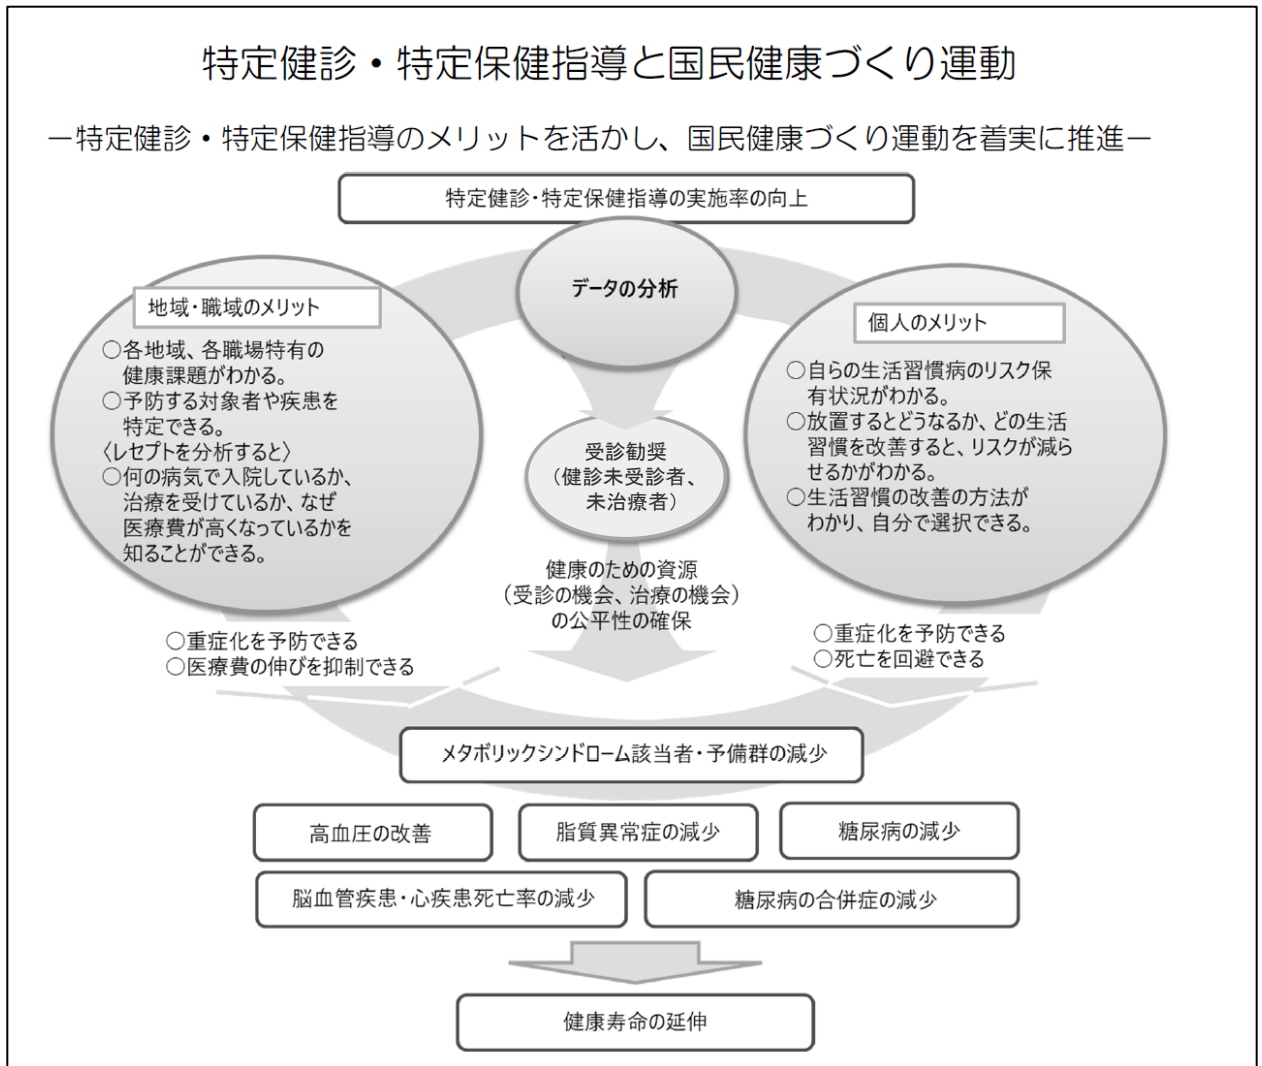 特定健診・特定保健指導と国民健康づくり運動
－特定健診・特定保健指導のメリットを活かし、国民健康づくり運動を着実に推進－
特定健診・特定保健指導の実施率の向上
データの分析
地域・職域のメリット
○各地域、各職場特有の
健康課題がわかる。
○予防する対象者や疾患を
特定できる。
〈レセプトを分析すると〉
○何の病気で入院しているか、
治療を受けているか、なぜ
医療費が高くなっているかを
知ることができる。
個人のメリット
○自らの生活習慣病のリスク保
有状況がわかる。
○放置するとどうなるか、どの生活
習慣を改善すると、リスクが減ら
せるかがわかる。
○生活習慣の改善の方法が
わかり、自分で選択できる。
受診勧奨
（健診未受診者、
未治療者）
健康のための資源
（受診の機会、治療の機会）
の公平性の確保
○重症化を予防できる
○医療費の伸びを抑制できる
○重症化を予防できる
○死亡を回避できる
メタボリックシンドローム該当者・予備群の減少
高血圧の改善
脂質異常症の減少
糖尿病の減少
脳血管疾患・心疾患死亡率の減少
糖尿病の合併症の減少
健康寿命の延伸